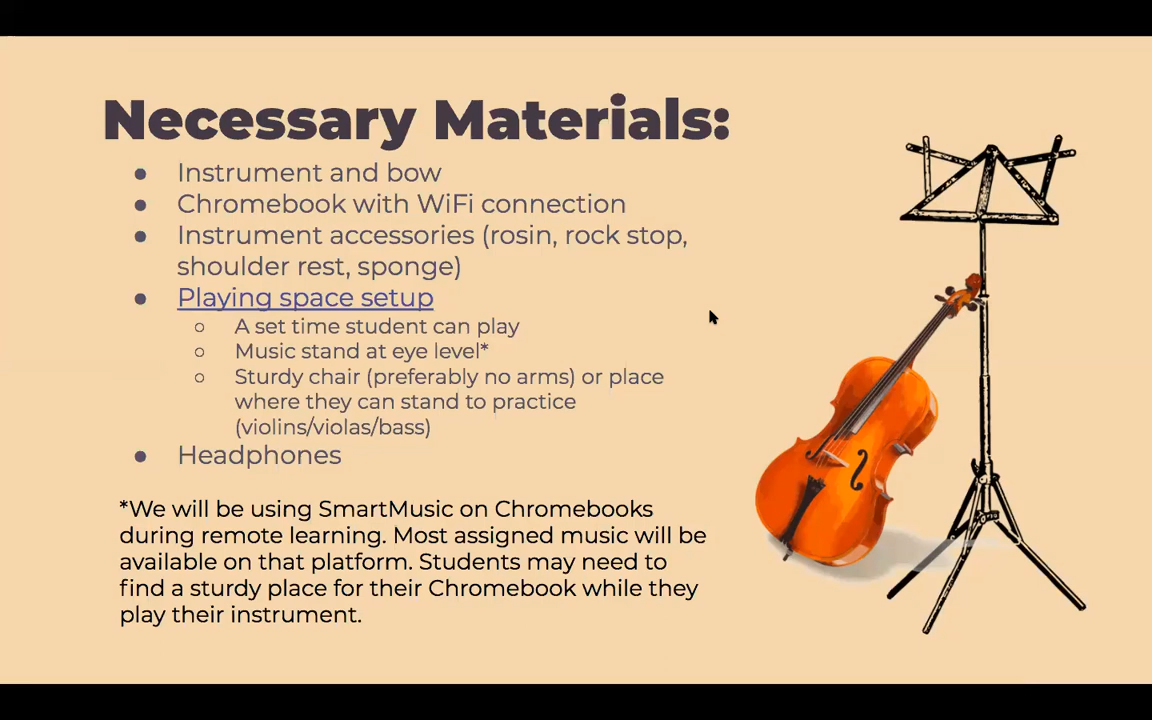 Necessary Materials:
● Instrument and bow
● Chromebook with WiFi connection
● Instrument accessories (rosin, rock stop,
shoulder rest, sponge)
● Playing space setup
○ A set time student can play
○ Music stand at eye level*
○ Sturdy chair (preferably no arms) or place
where they can stand to practice
(violins/violas/bass)
● Headphones
*We will be using SmartMusic on Chromebooks
during remote learning. Most assigned music will be
available on that platform. Students may need to
find a sturdy place for their Chromebook while they
play their instrument.